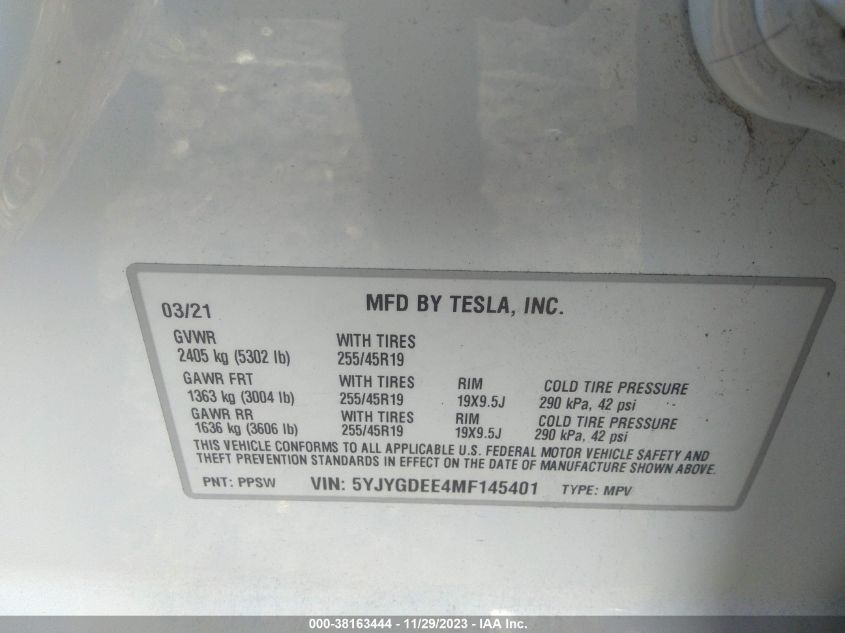 03/21 MFD BY TESLA, INC.
GVWR WITH TIRES
2405 kg (5302 lb) 255/45R19
GAWR FRT WITH TIRES RIM COLD TIRE PRESSURE
1363 kg (3004 lb) 255/45R19 19X9.5J 290 kPa, 42 psi
GAWR RR WITH TIRES RIM COLD TIRE PRESSURE
1636 kg (3606 lb) 255/45R19 19X9.5J 290 kPa, 42 psi
THIS VEHICLE CONFORMS TO ALL APPLICABLE U.S. FEDERAL MOTOR VEHICLE SAFETY AND
THEFT PREVENTION STANDARDS IN EFFECT ON THE DATE OF MANUFACTURE SHOWN ABOVE.
PNT: PPSW VIN: 5YJYGDEE4MF145401 TYPE: MPV
000-38163444 - 11/29/2023 - IAA Inc.